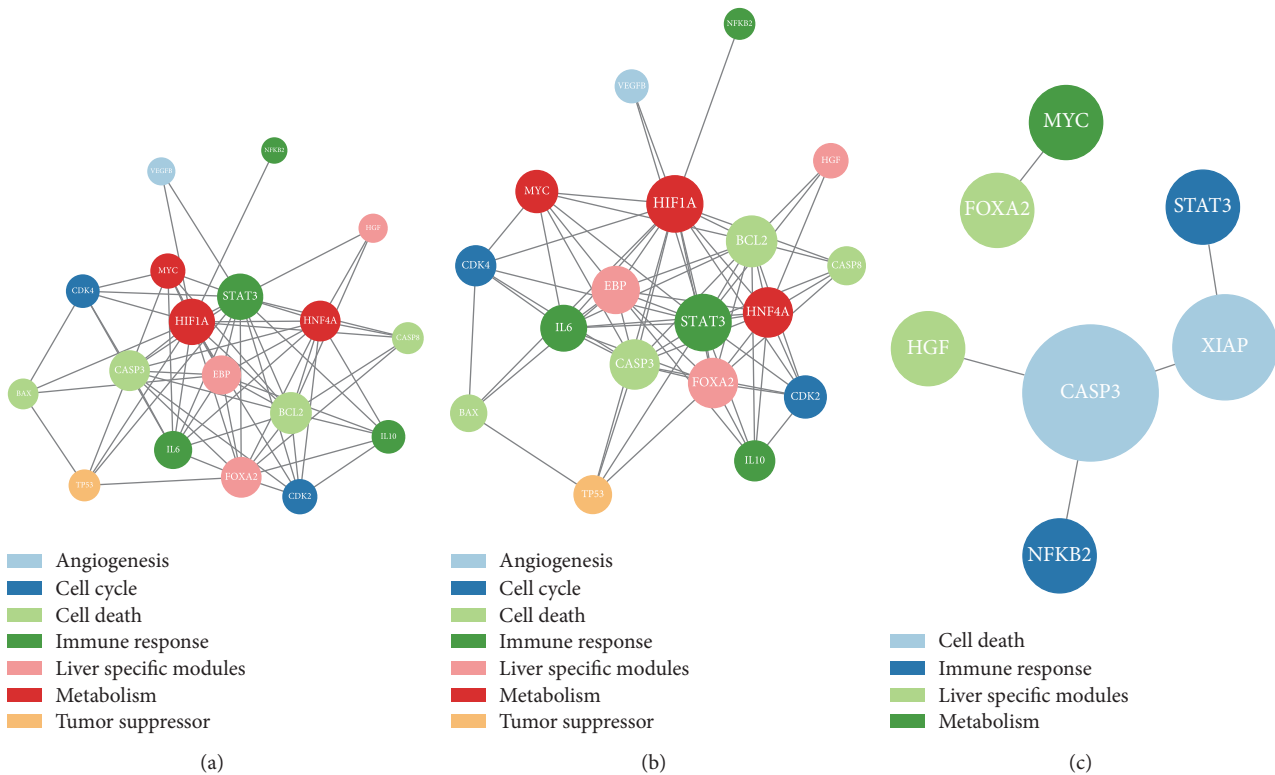 NFKB2
VEGFB
HGF
MYC
CDK4
STAT3
HIF1A
HNF4A
CASP8
CASP3
EBP
BAX
BCL2
IL10
IL6
FOXA2
TP53
CDK2
Angiogenesis
Cell cycle
Cell death
Immune response
Liver specific modules
Metabolism
Tumor suppressor
(a)
NFKB2
VEGFB
HGF
MYC
HIF1A
BCL2
CDK4
CASP8
EBP
HNF4A
IL6
STAT3
CASP3
FOXA2
CDK2
BAX
IL10
TP53
Angiogenesis
Cell cycle
Cell death
Immune response
Liver specific modules
Metabolism
Tumor suppressor
(b)
MYC
FOXA2
STAT3
HGF
XIAP
CASP3
NFKB2
Cell death
Immune response
Liver specific modules
Metabolism
(c)